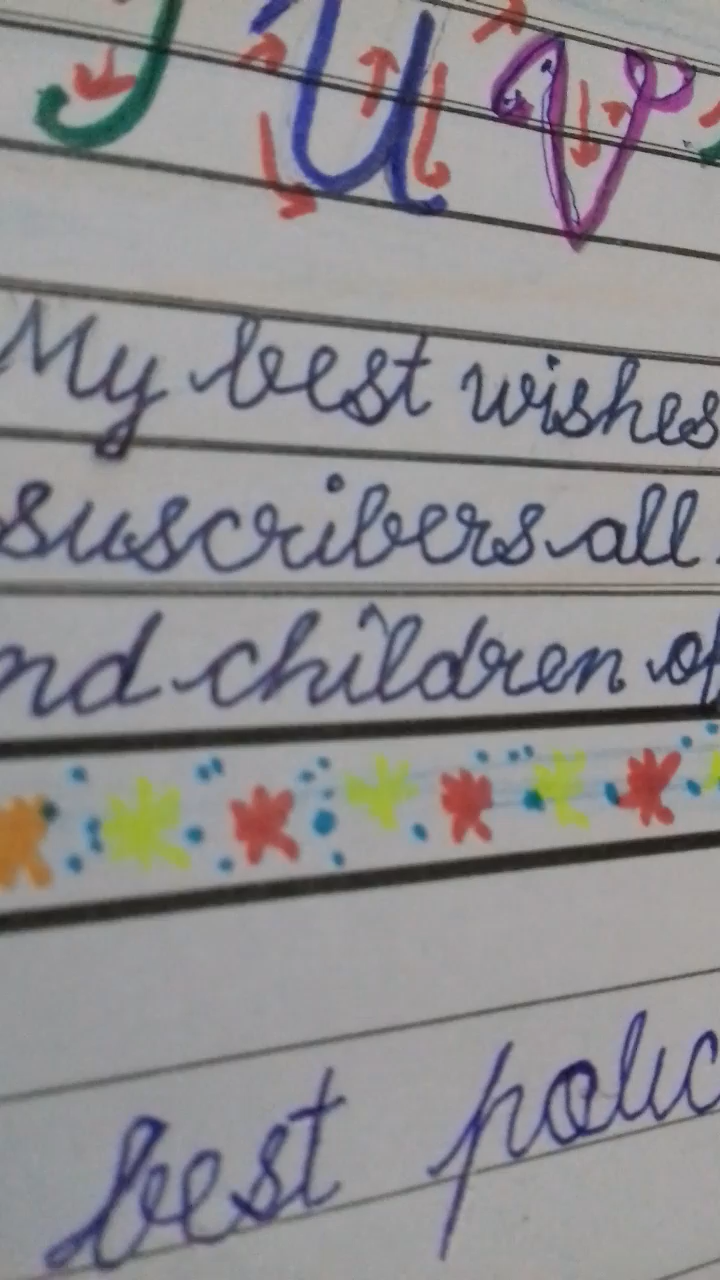 U V
My best wishes
suscribers all.
nd children of
best polic